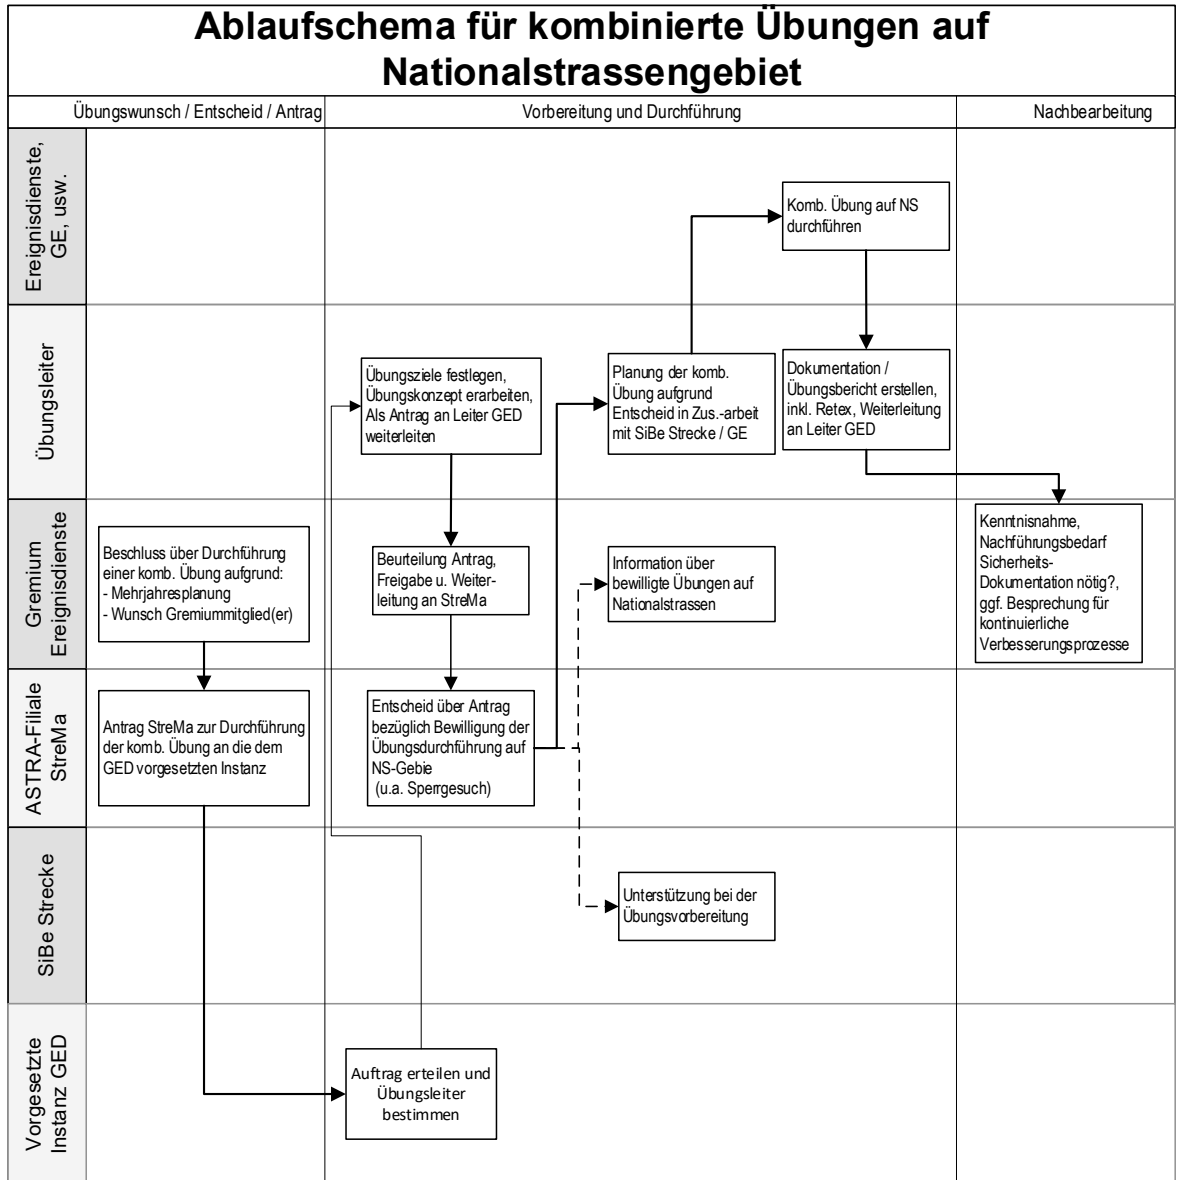 Ablaufschema für kombinierte Übungen auf
Nationalstrassengebiet
Übungswunsch / Entscheid / Antrag
Vorbereitung und Durchführung
Nachbearbeitung
Ereignisdienste,
GE, usw.
Komb. Übung auf NS
durchführen
Übungsleiter
Übungsziele festlegen,
Übungskonzept erarbeiten,
Als Antrag an Leiter GED
weiterleiten
Planung der komb.
Übung aufgrund
Entscheid in Zus.-arbeit
mit SiBe Strecke / GE
Dokumentation /
Übungsbericht erstellen,
inkl. Retex, Weiterleitung
an Leiter GED
Gremium
Ereignisdienste
Beschluss über Durchführung
einer komb. Übung aufgrund:
- Mehrjahresplanung
- Wunsch Gremiummitglied(er)
Beurteilung Antrag,
Freigabe u. Weiter-
leitung an StreMa
Information über
bewilligte Übungen auf
Nationalstrassen
Kenntnisnahme,
Nachführungsbedarf
Sicherheits-
Dokumentation nötig?,
ggf. Besprechung für
kontinuierliche
Verbesserungsprozesse
ASTRA-Filiale
StreMa
Antrag StreMa zur Durchführung
der komb. Übung an die dem
GED vorgesetzten Instanz
Entscheid über Antrag
bezüglich Bewilligung der
Übungsdurchführung auf
NS-Gebie
(u.a. Sperrgesuch)
SiBe Strecke
Unterstützung bei der
Übungsvorbereitung
Vorgesetzte
Instanz GED
Auftrag erteilen und
Übungsleiter
bestimmen